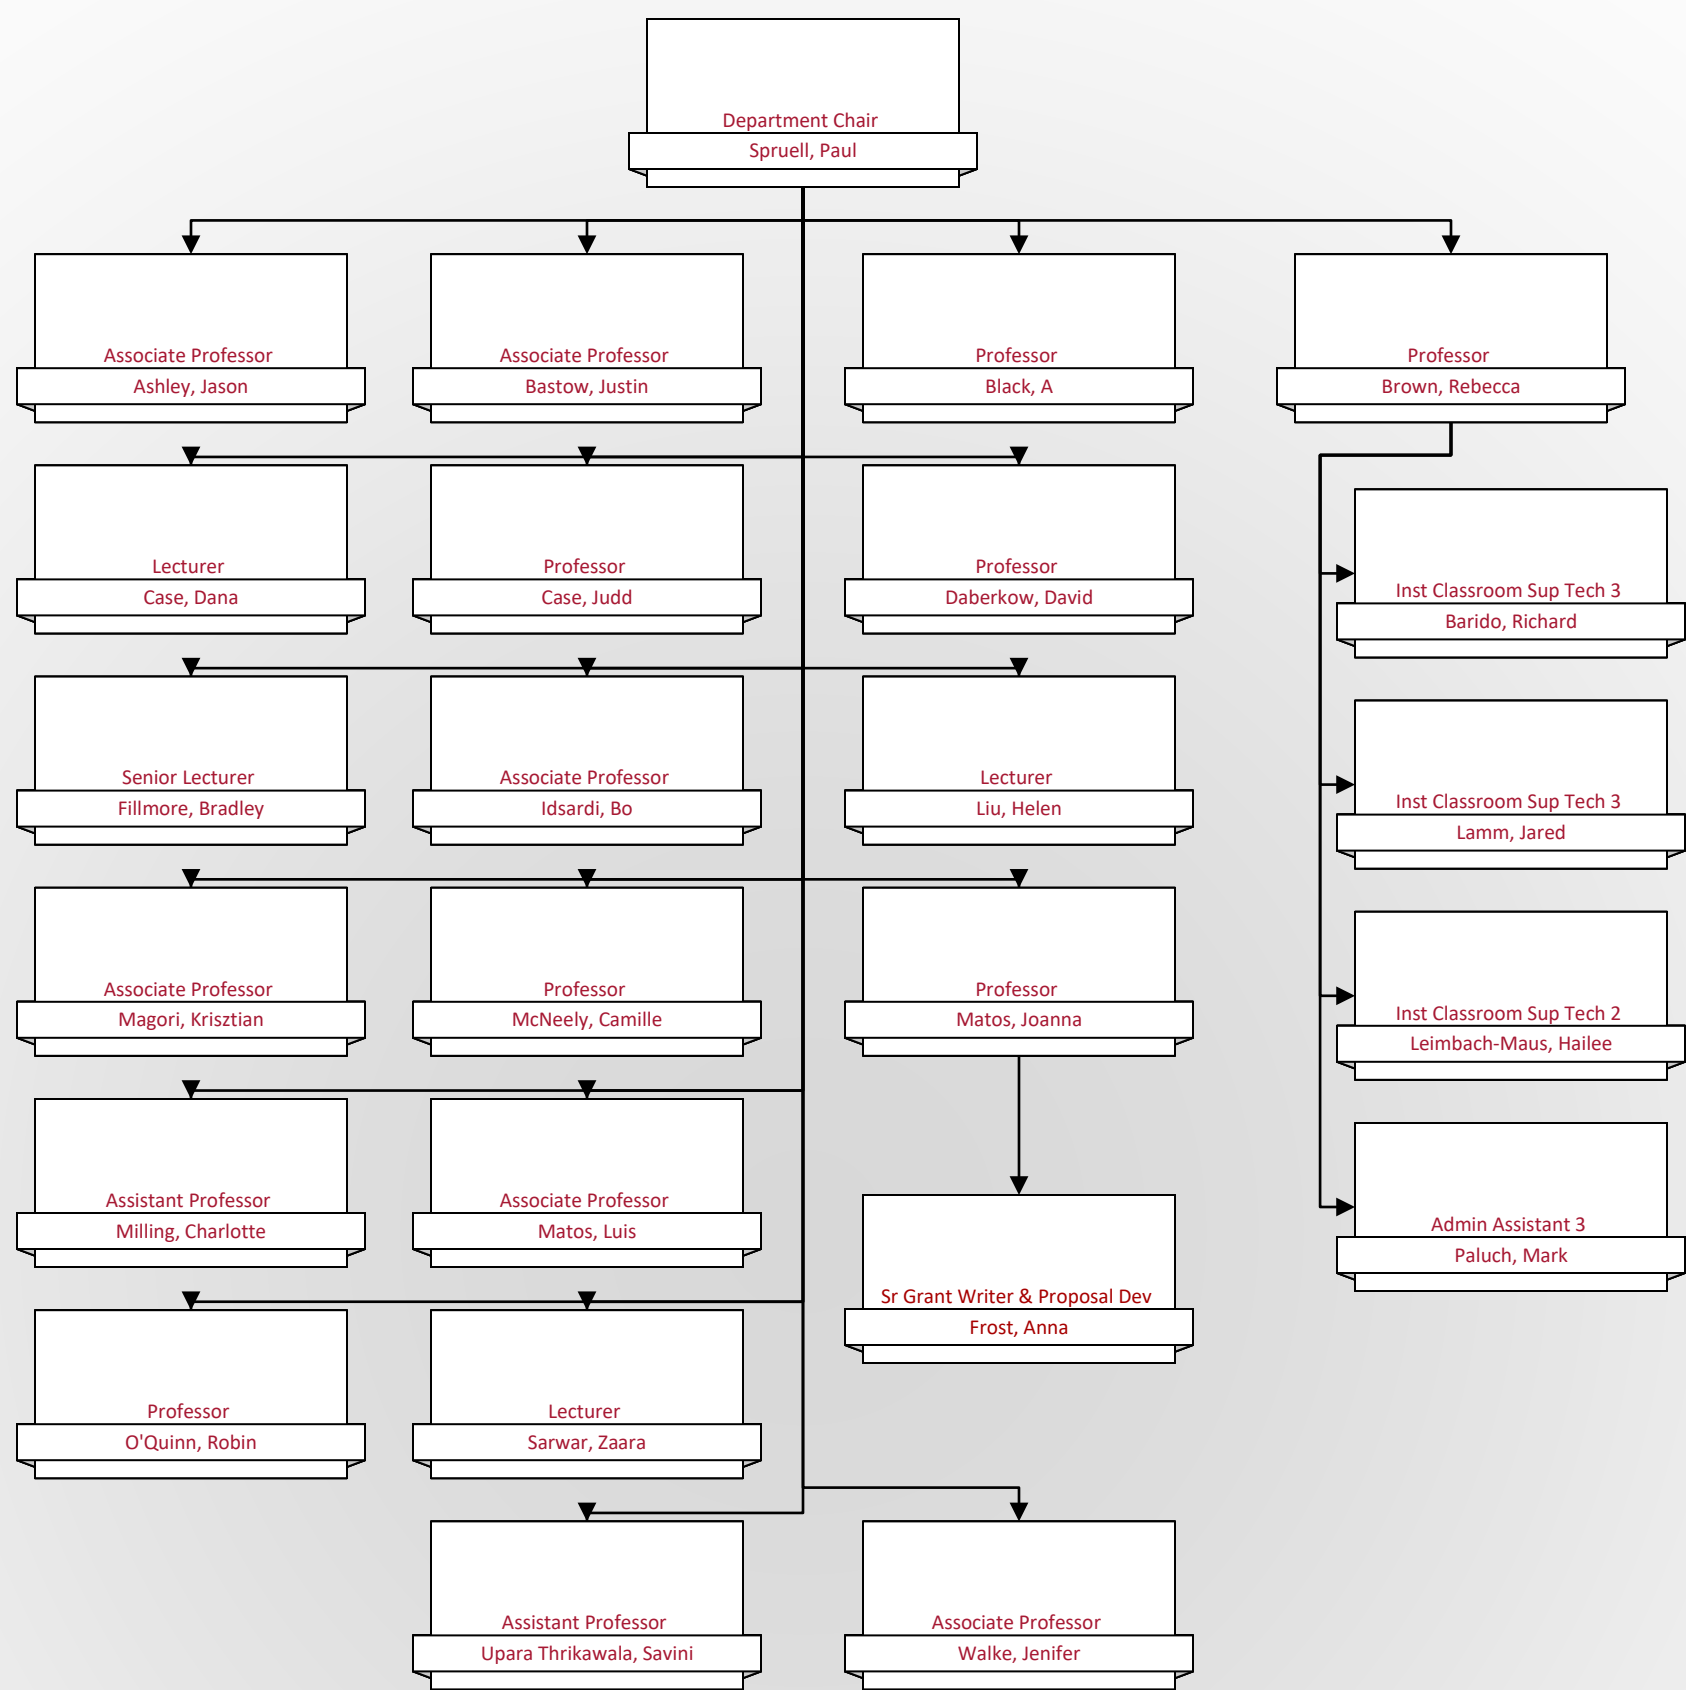 Department Chair
Spruell, Paul
Associate Professor
Ashley, Jason
Associate Professor
Bastow, Justin
Professor
Black, A
Professor
Brown, Rebecca
Lecturer
Case, Dana
Professor
Case, Judd
Professor
Daberkow, David
Inst Classroom Sup Tech 3
Barido, Richard
Senior Lecturer
Fillmore, Bradley
Associate Professor
Idsardi, Bo
Lecturer
Liu, Helen
Inst Classroom Sup Tech 3
Lamm, Jared
Associate Professor
Magori, Krisztian
Professor
McNeely, Camille
Professor
Matos, Joanna
Inst Classroom Sup Tech 2
Leimbach-Maus, Hailee
Assistant Professor
Milling, Charlotte
Associate Professor
Matos, Luis
Sr Grant Writer & Proposal Dev
Frost, Anna
Admin Assistant 3
Paluch, Mark
Professor
O'Quinn, Robin
Lecturer
Sarwar, Zaara
Assistant Professor
Upara Thrikawala, Savini
Associate Professor
Walke, Jenifer